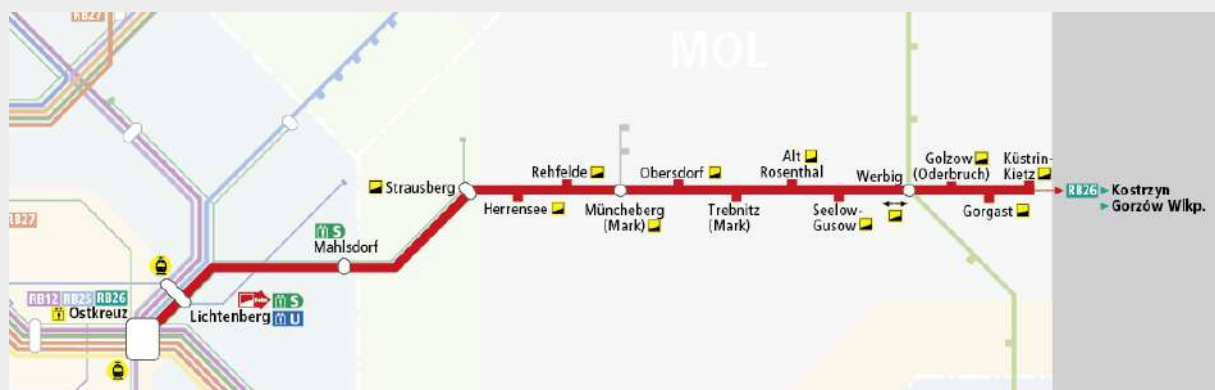 RB27
MOL
RB27
Strausberg
Herrensee
Rehfelde
Müncheberg
(Mark)
Obersdorf
Trebnitz
(Mark)
Alt
Rosenthal
Seelow-
Gusow
Werbig
Golzow
(Oderbruch)
Gorgast
Küstrin-
Kietz
RB26
Kostrzyn
Gorzów Wlkp.
S
Mahlsdorf
RB12 RB25 RB26
Ostkreuz
Lichtenberg
S
U